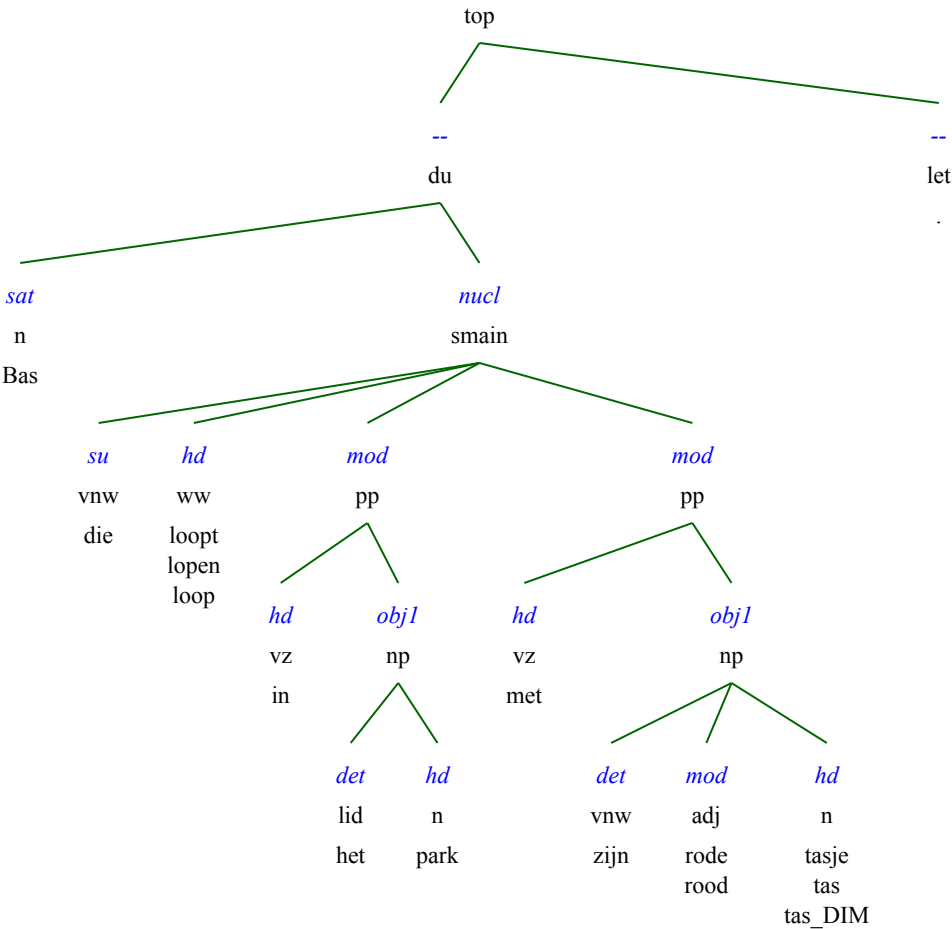 top
-- --
du let
.
sat nucl
n smain
Bas
su hd mod mod
vnw ww pp pp
die loopt
lopen
loop
hd obj1 hd obj1
vz np vz np
in met
det hd det mod hd
lid n vnw adj n
het park zijn rode tasje
rood tas
tas_DIM